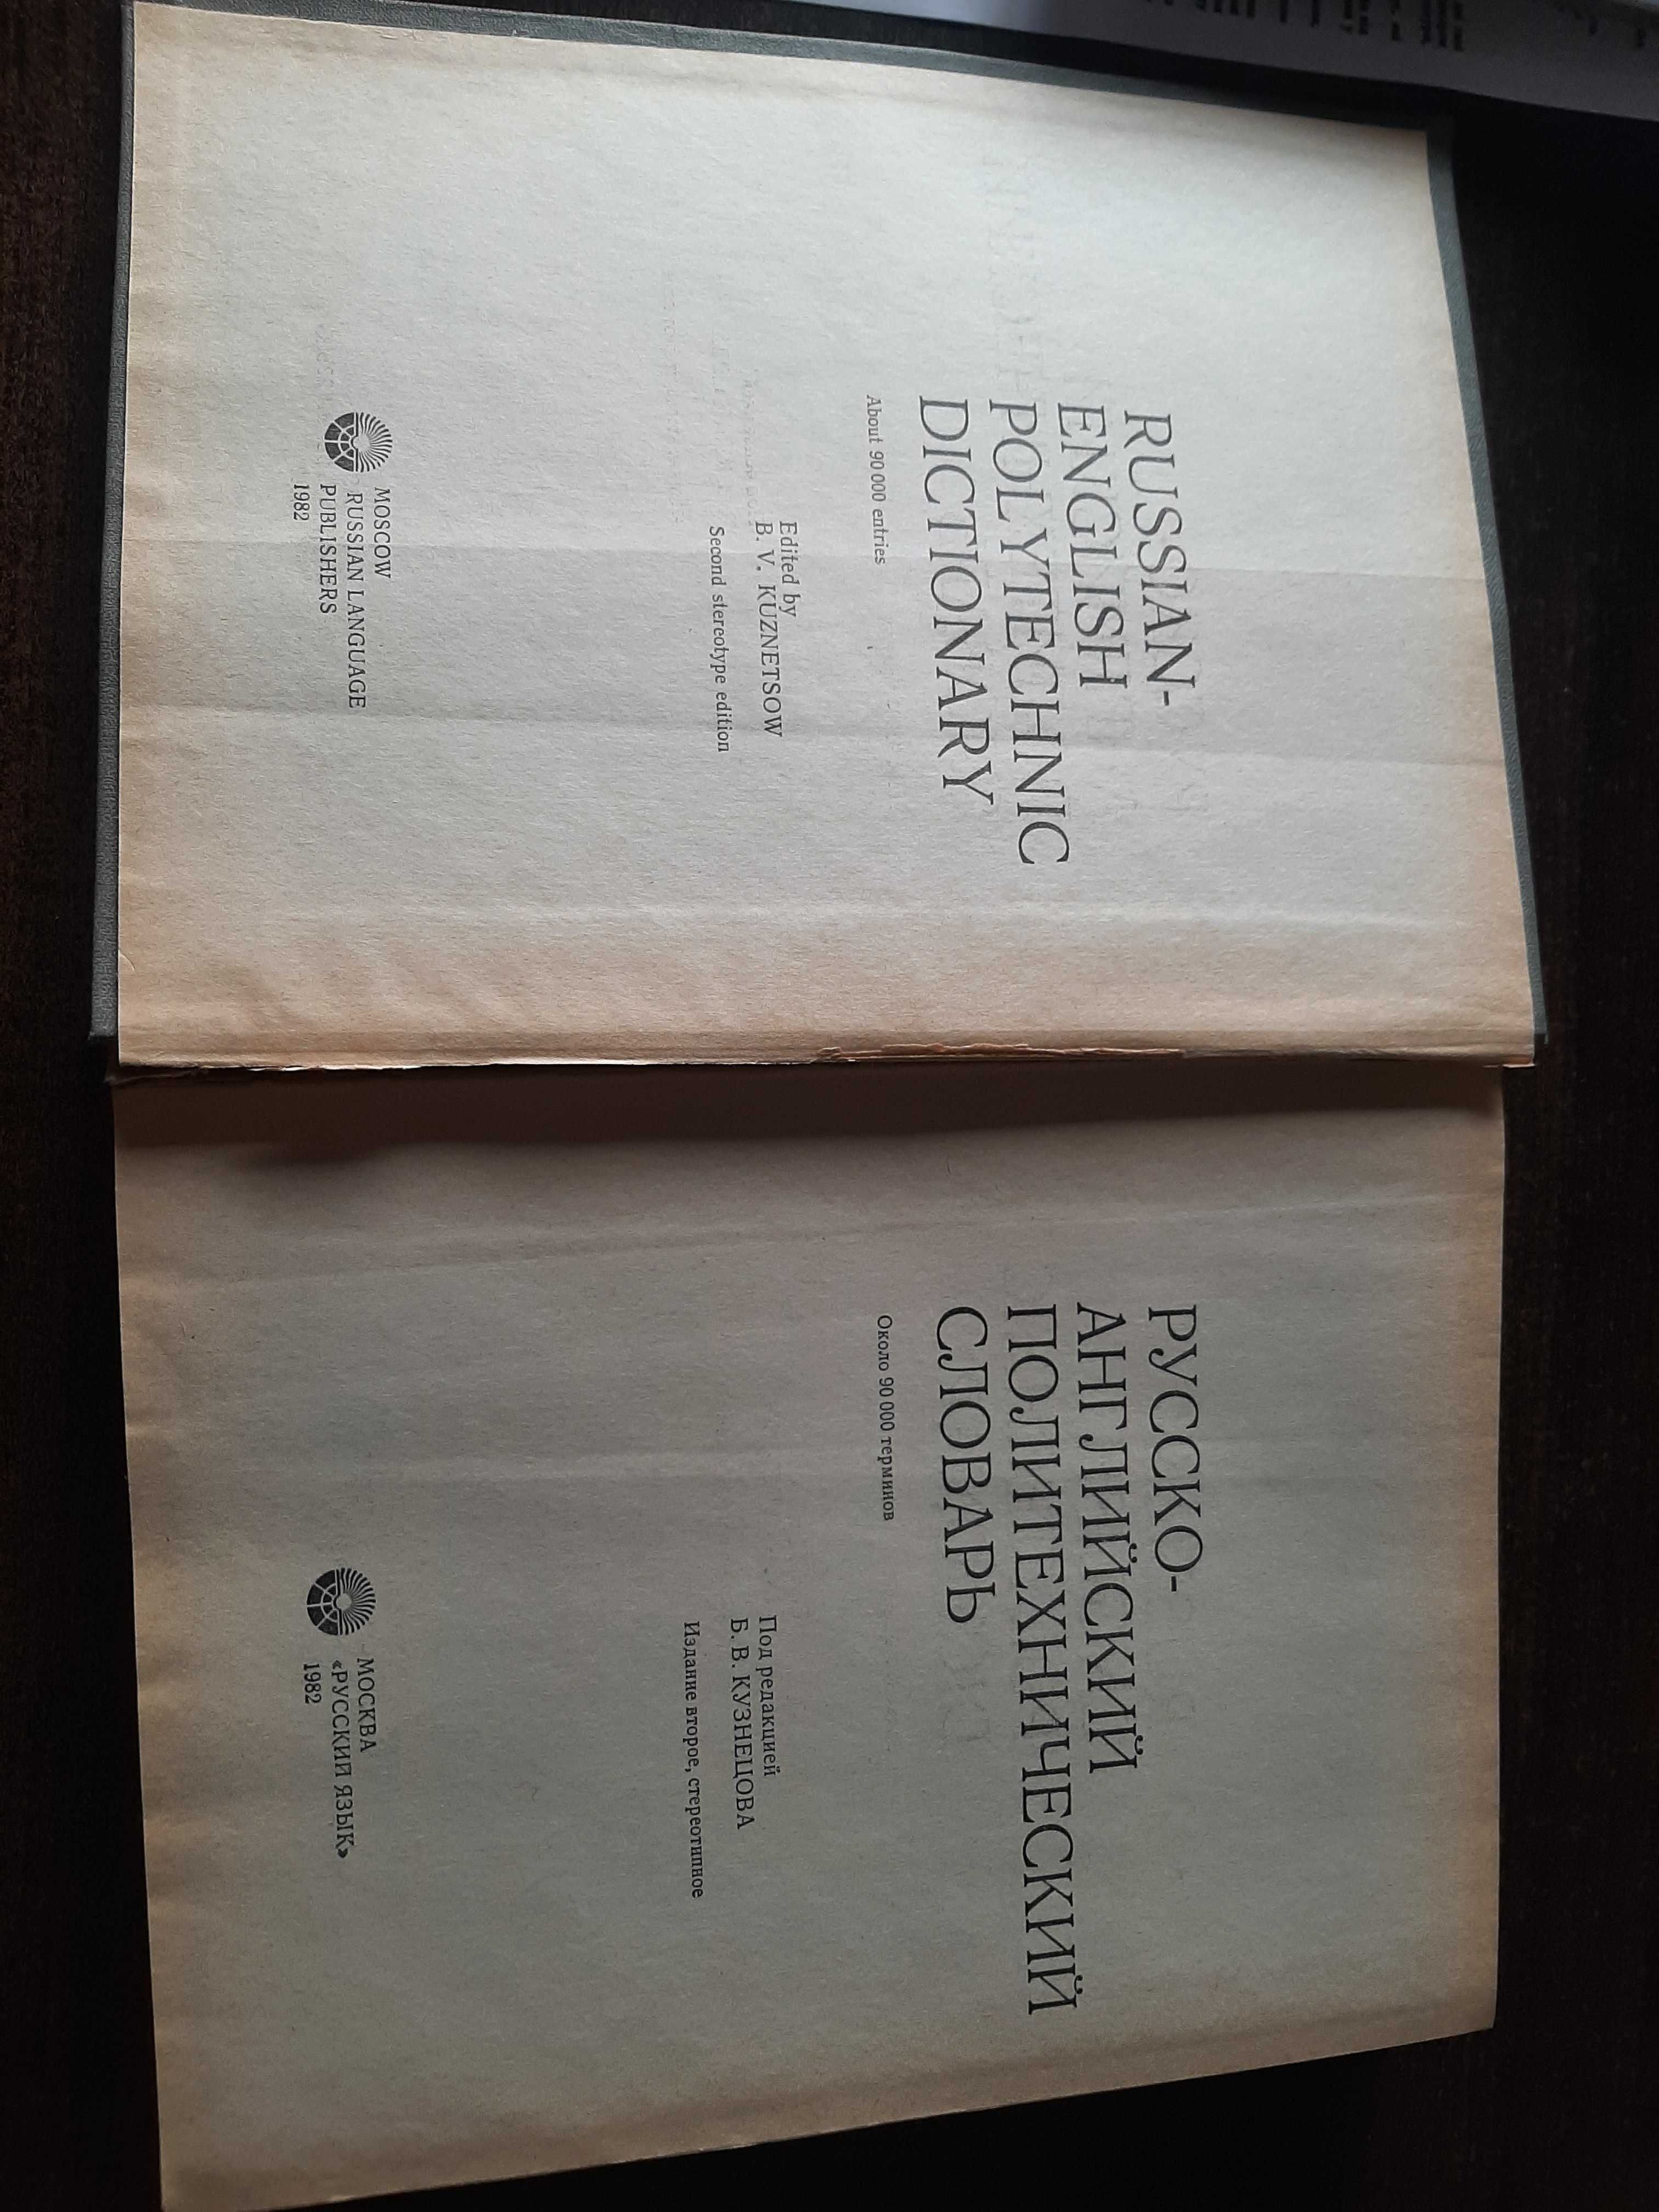 RUSSIAN-
ENGLISH
POLYTECHNIC
DICTIONARY
About 90 000 entries
Edited by
B. V. KUZNETSOW
Second stereotype edition
MOSCOW
RUSSIAN LANGUAGE
PUBLISHERS
1982
РУССКО-
АНГЛИЙСКИЙ
ПОЛИТЕХНИЧЕСКИЙ
СЛОВАРЬ
Около 90 000 терминов
Под редакцией
Б. В. КУЗНЕЦОВА
Издание второе, стереотипное
МОСКВА
«РУССКИЙ ЯЗЫК»
1982